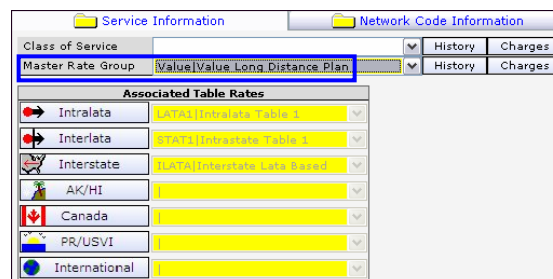 Service Information Network Code Information
Class of Service History Charges
Master Rate Group Value|Value Long Distance Plan History Charges
Associated Table Rates
Intralata LATA1|Intralata Table 1
Interlata STAT1|Intrastate Table 1
Interstate ILATA|Interstate Lata Based
AK/HI |
Canada |
PR/USVI |
International |